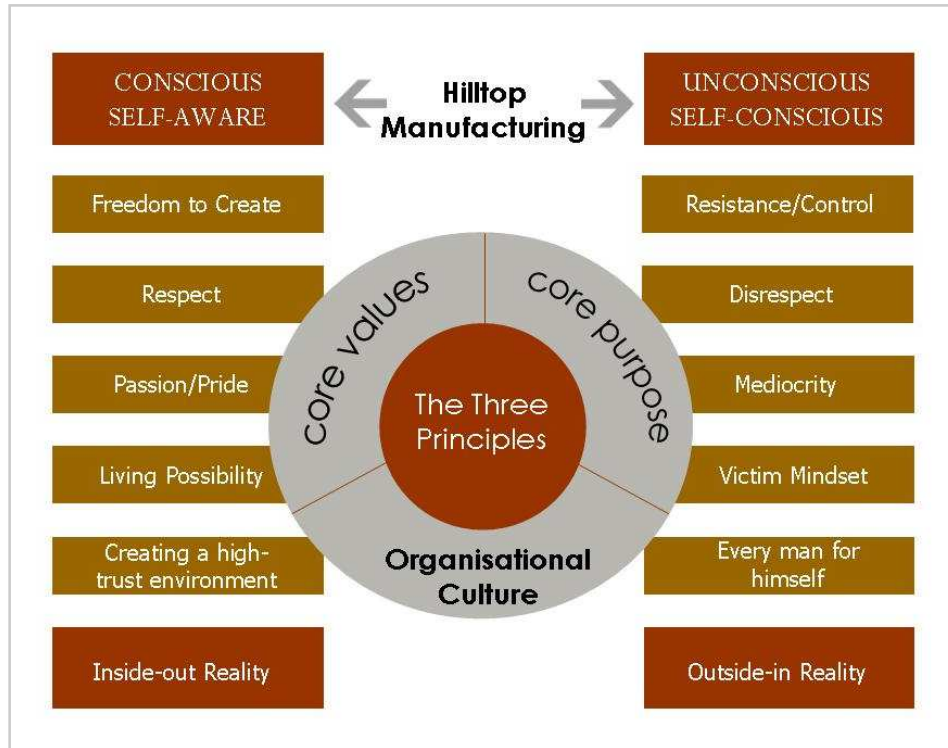 CONSCIOUS
SELF-AWARE
Hilltop
Manufacturing
UNCONSCIOUS
SELF-CONSCIOUS
Freedom to Create
Resistance/Control
Respect
Disrespect
core values
core purpose
Passion/Pride
Mediocrity
The Three
Principles
Living Possibility
Victim Mindset
Creating a high-
trust environment
Organisational
Culture
Every man for
himself
Inside-out Reality
Outside-in Reality